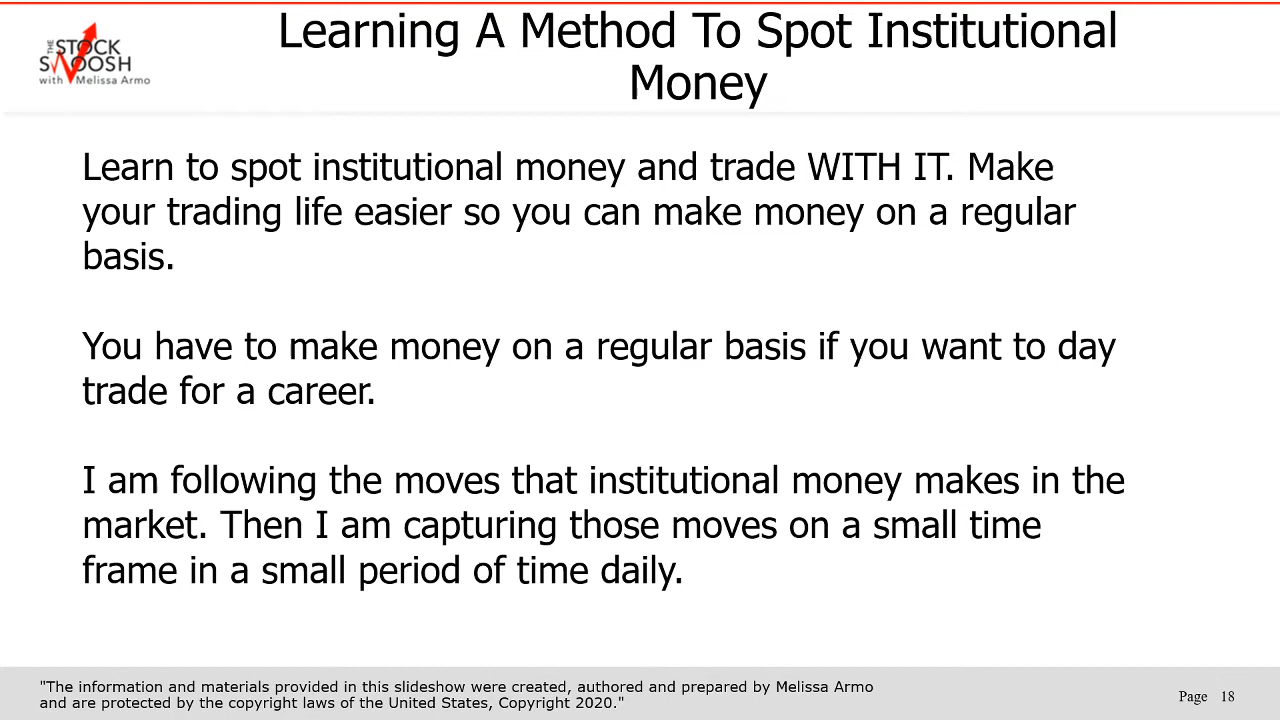 THE
STOCK
SWOOSH
with Melissa Armo
Learning A Method To Spot Institutional
Money
Learn to spot institutional money and trade WITH IT. Make
your trading life easier so you can make money on a regular
basis.
You have to make money on a regular basis if you want to day
trade for a career.
I am following the moves that institutional money makes in the
market. Then I am capturing those moves on a small time
frame in a small period of time daily.
"The information and materials provided in this slideshow were created, authored and prepared by Melissa Armo
and are protected by the copyright laws of the United States, Copyright 2020."
Page 18